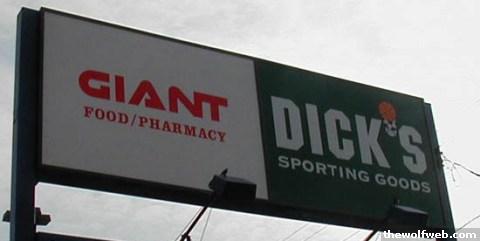 GIANT
FOOD/PHARMACY
DICK'S
SPORTING GOODS
thewolfweb.com